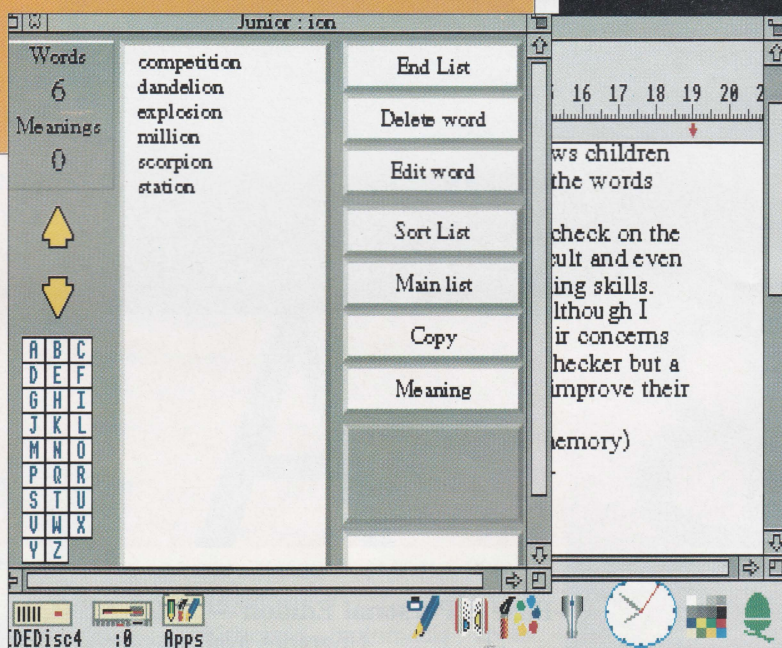 Junior : ion
Words
6
Meanings
0
competition
dandelion
explosion
million
scorpion
station
End List
Delete word
Edit word
Sort List
Main list
Copy
Meaning
A B C
D E F
G H I
J K L
M N O
P Q R
S T U
V W X
Y Z
16 17 18 19 20
ws children
the words
check on the
cult and even
ing skills.
lthough I
ir concerns
hecker but a
improve their
emory)
IDEDisc4
:0
Apps